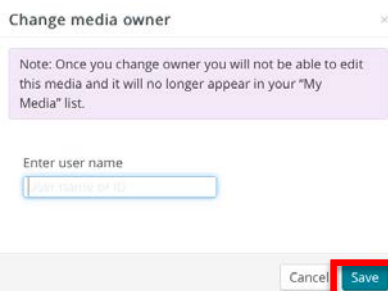 Change media owner ×
Note: Once you change owner you will not be able to edit
this media and it will no longer appear in your “My
Media” list.
Enter user name
User name or ID
Cancel Save